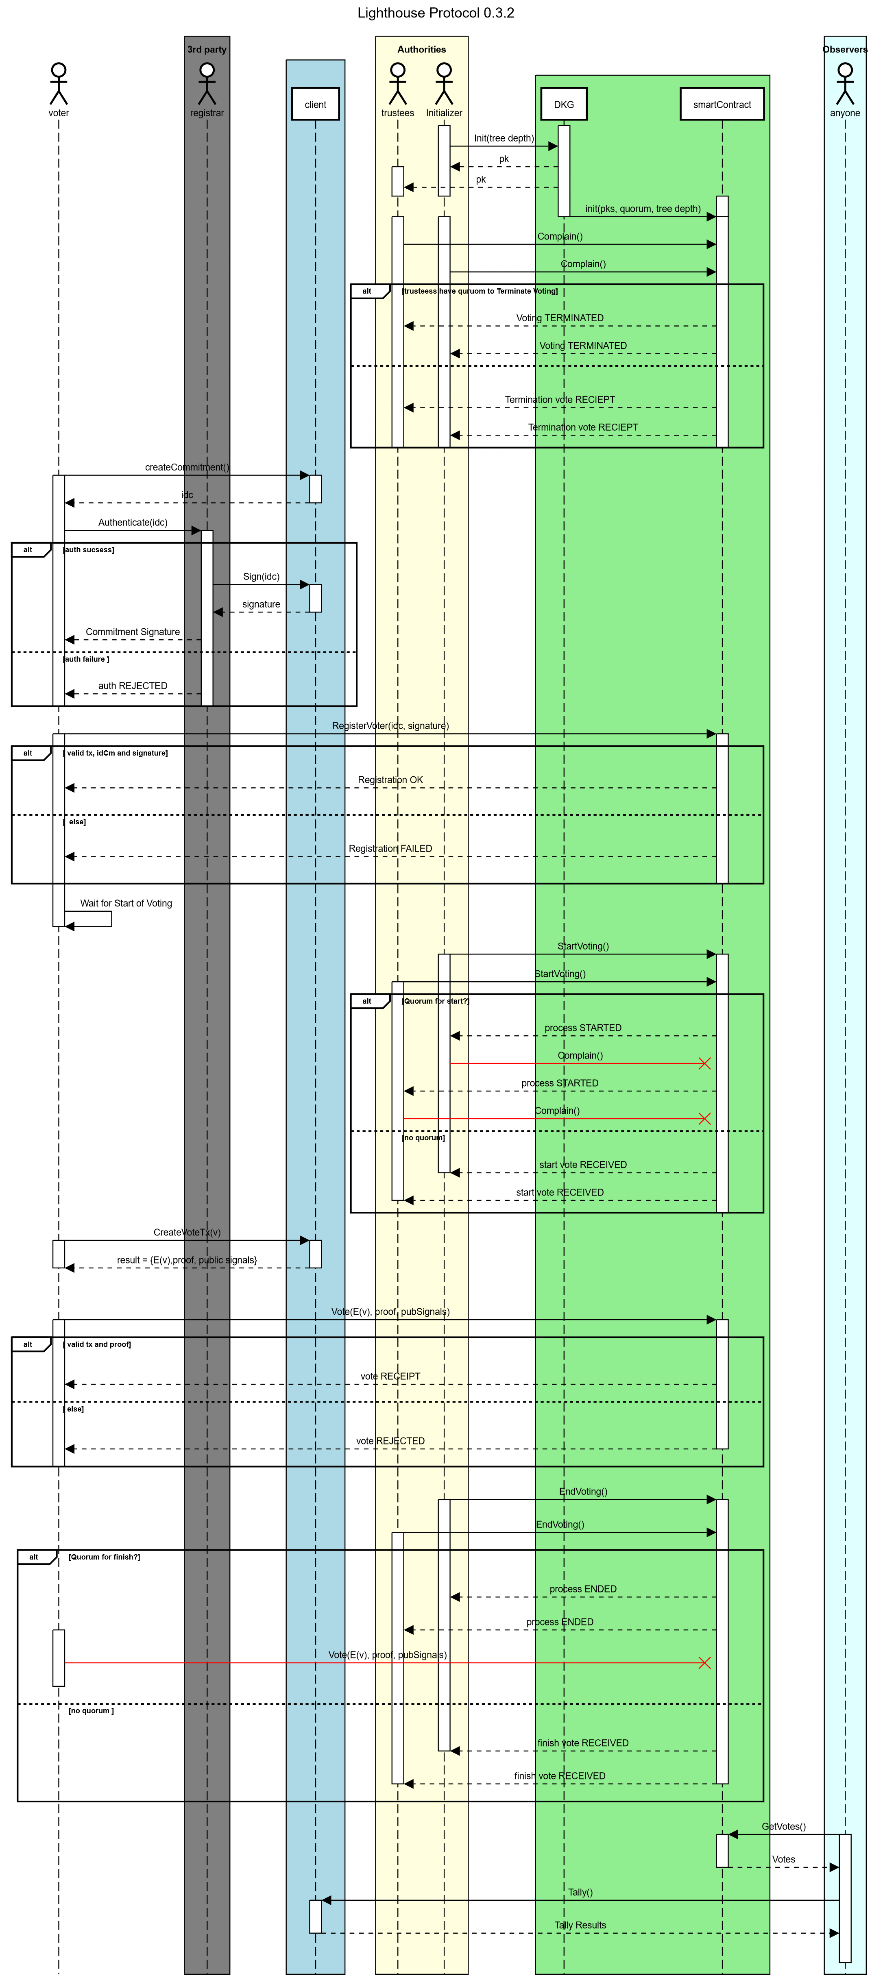 Lighthouse Protocol 0.3.2
3rd party
Authorities
Observers
voter
registrar
client
trustees
Initializer
DKG
smartContract
anyone
Init(tree depth)
pk
pk
init(pks, quorum, tree depth)
Complain()
Complain()
alt
[trusteess have quruom to Terminate Voting]
Voting TERMINATED
Voting TERMINATED
Termination vote RECIEPT
Termination vote RECIEPT
createCommitment()
idc
Authenticate(idc)
alt
[auth sucsess]
Sign(idc)
signature
Commitment Signature
[auth failure ]
auth REJECTED
RegisterVoter(idc, signature)
alt
[ valid tx, idCm and signature]
Registration OK
[ else]
Registration FAILED
Wait for Start of Voting
StartVoting()
StartVoting()
alt
[Quorum for start?]
process STARTED
Complain()
process STARTED
Complain()
[no quorum]
start vote RECEIVED
start vote RECEIVED
CreateVoteTx(v)
result = {E(v),proof, public signals}
Vote(E(v), proof, pubSignals)
alt
[ valid tx and proof]
vote RECEIPT
[ else]
vote REJECTED
EndVoting()
EndVoting()
alt
[Quorum for finish?]
process ENDED
process ENDED
Vote(E(v), proof, pubSignals)
[no quorum ]
finish vote RECEIVED
finish vote RECEIVED
GetVotes()
Votes
Tally()
Tally Results